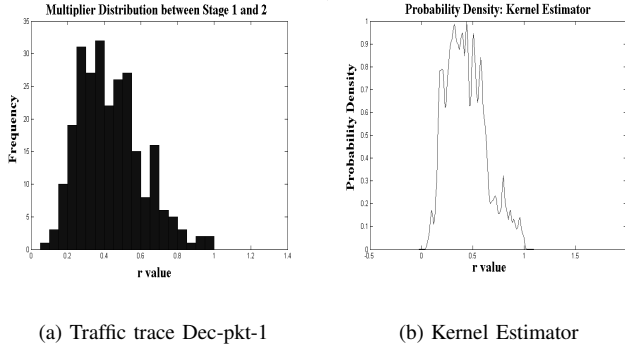 Multiplier Distribution between Stage 1 and 2
Frequency
35
30
25
20
15
10
5
0
0 0.2 0.4 0.6 0.8 1 1.2 1.4
r value
(a) Traffic trace Dec-pkt-1
Probability Density: Kernel Estimator
Probability Density
1
0.9
0.8
0.7
0.6
0.5
0.4
0.3
0.2
0.1
0
-0.5 0 0.5 1 1.5
r value
(b) Kernel Estimator